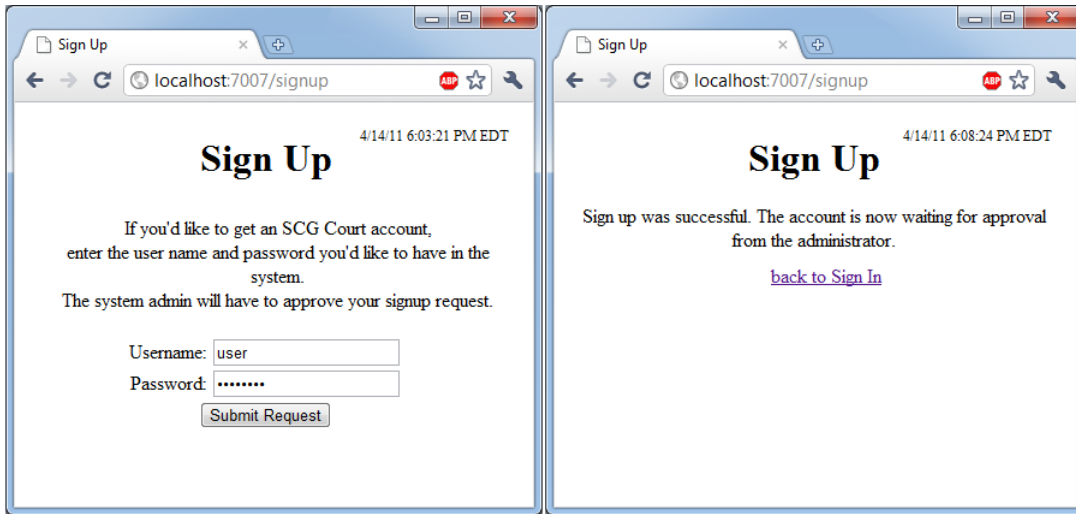 Sign Up
localhost:7007/signup
ABP
4/14/11 6:03:21 PM EDT
Sign Up
If you'd like to get an SCG Court account,
enter the user name and password you'd like to have in the
system.
The system admin will have to approve your signup request.
Username: user
Password: ••••••••
Submit Request
Sign Up
localhost:7007/signup
ABP
4/14/11 6:08:24 PM EDT
Sign Up
Sign up was successful. The account is now waiting for approval
from the administrator.
back to Sign In